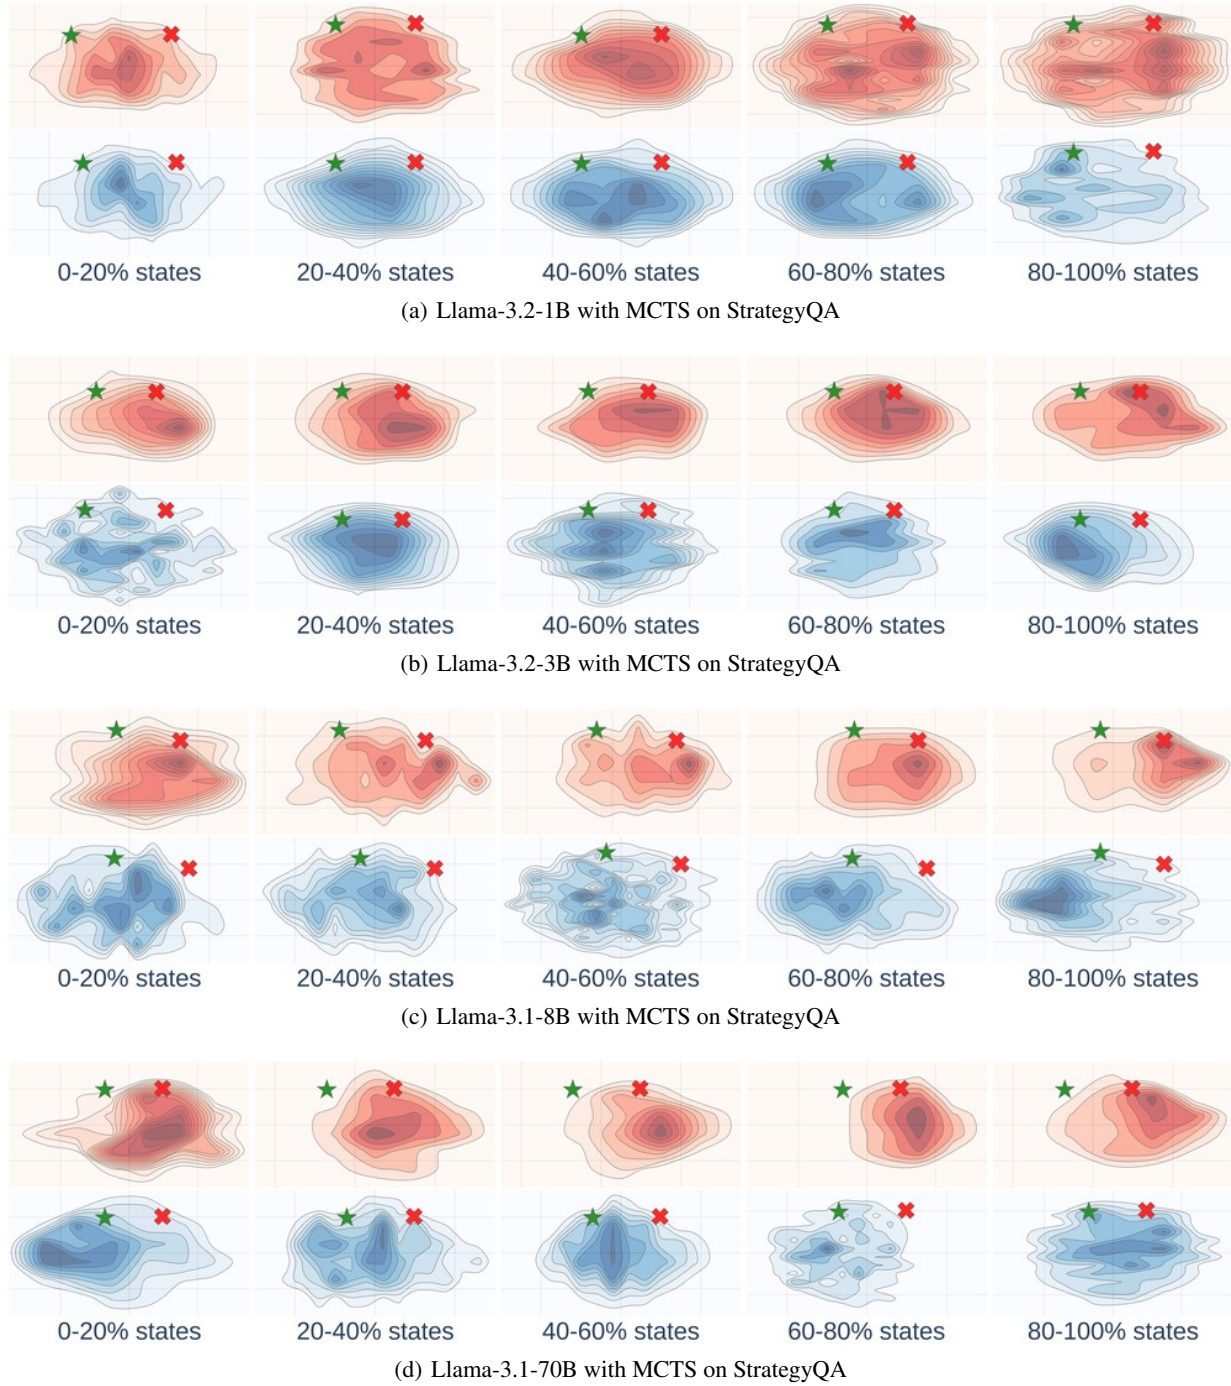 0-20% states 20-40% states 40-60% states 60-80% states 80-100% states
(a) Llama-3.2-1B with MCTS on StrategyQA
0-20% states 20-40% states 40-60% states 60-80% states 80-100% states
(b) Llama-3.2-3B with MCTS on StrategyQA
0-20% states 20-40% states 40-60% states 60-80% states 80-100% states
(c) Llama-3.1-8B with MCTS on StrategyQA
0-20% states 20-40% states 40-60% states 60-80% states 80-100% states
(d) Llama-3.1-70B with MCTS on StrategyQA